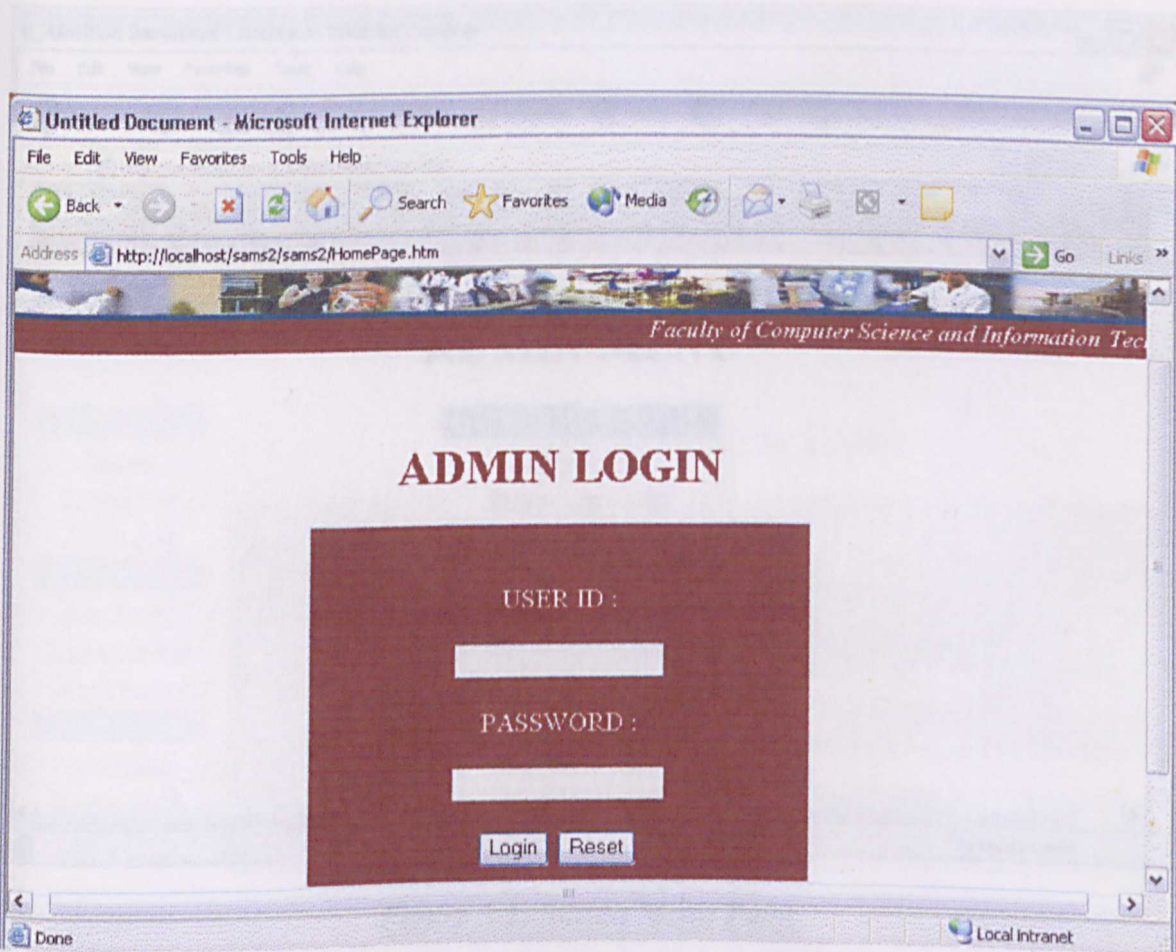 Untitled Document - Microsoft Internet Explorer
File Edit View Favorites Tools Help
Back Search Favorites Media
Address http://localhost/sams2/sams2/HomePage.htm Go Links »
Faculty of Computer Science and Information Tec
ADMIN LOGIN
USER ID :
PASSWORD :
Login Reset
Done Local intranet